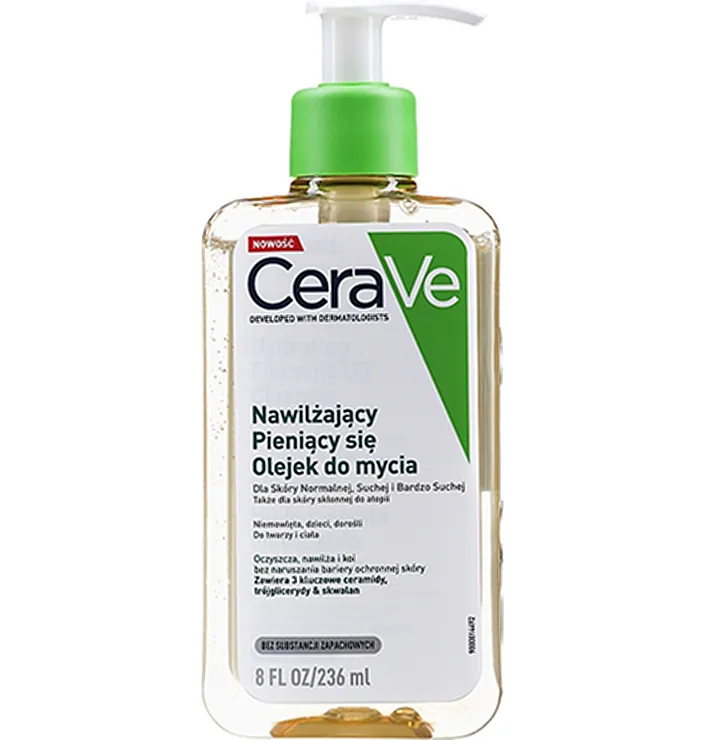 NOWOŚĆ
CeraVe
DEVELOPED WITH DERMATOLOGISTS
Nawilżający
Pieniący się
Olejek do mycia
Dla Skóry Normalnej, Suchej i Bardzo Suchej
Także dla skóry skłonnej do atopii
Niemowlęta, dzieci, dorośli
Do twarzy i ciała
Oczyszcza, nawilża i koi
bez naruszania bariery ochronnej skóry
Zawiera 3 kluczowe ceramidy,
trójglicerydy & skwalan
BEZ SUBSTANCJI ZAPACHOWYCH
8 FL OZ/236 ml